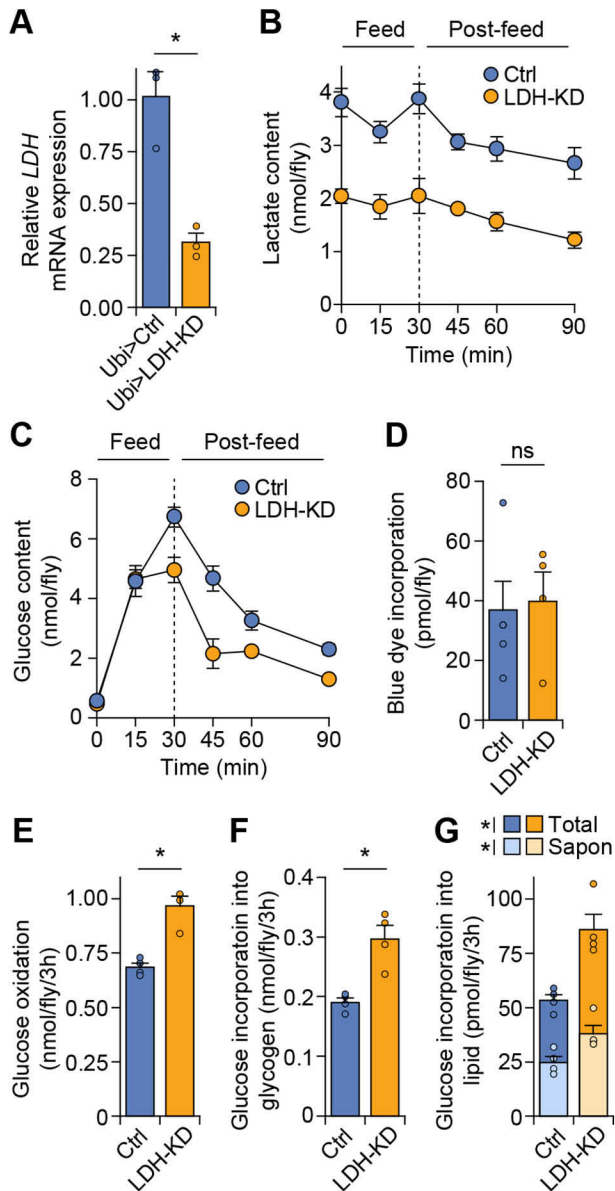 A
*
Relative LDH
mRNA expression
1.00
0.75
0.50
0.25
0.00
Ubi>Ctrl
Ubi>LDH-KD
B
Feed
Post-feed
Ctrl
LDH-KD
Lactate content
(nmol/fly)
4
3
2
1
0
0 15 30 45 60 90
Time (min)
C
Feed
Post-feed
Ctrl
LDH-KD
Glucose content
(nmol/fly)
8
6
4
2
0
0 15 30 45 60 90
Time (min)
D
ns
Blue dye incorporation
(pmol/fly)
80
60
40
20
0
Ctrl
LDH-KD
E
*
Glucose oxidation
(nmol/fly/3h)
1.00
0.75
0.50
0.25
0
Ctrl
LDH-KD
F
*
Glucose incorporatoin into
glycogen (nmol/fly/3h)
0.4
0.3
0.2
0.1
0
Ctrl
LDH-KD
G
* Total
* Sapon
Glucose incorporatoin into
lipid (pmol/fly/3h)
100
75
50
25
0
Ctrl
LDH-KD